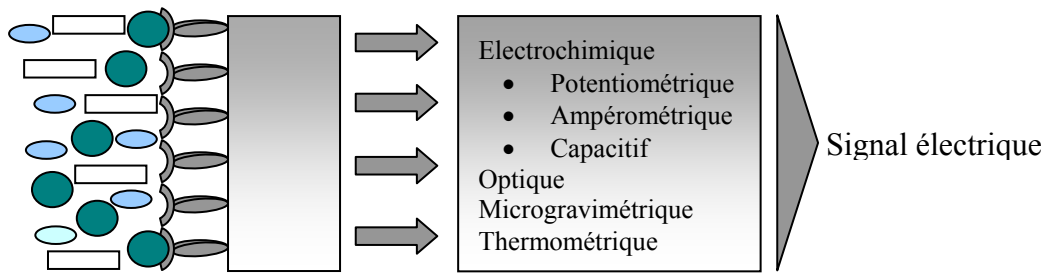 Electrochimique
• Potentiométrique
• Ampérométrique
• Capacitif
Optique
Microgravimétrique
Thermométrique
Signal électrique